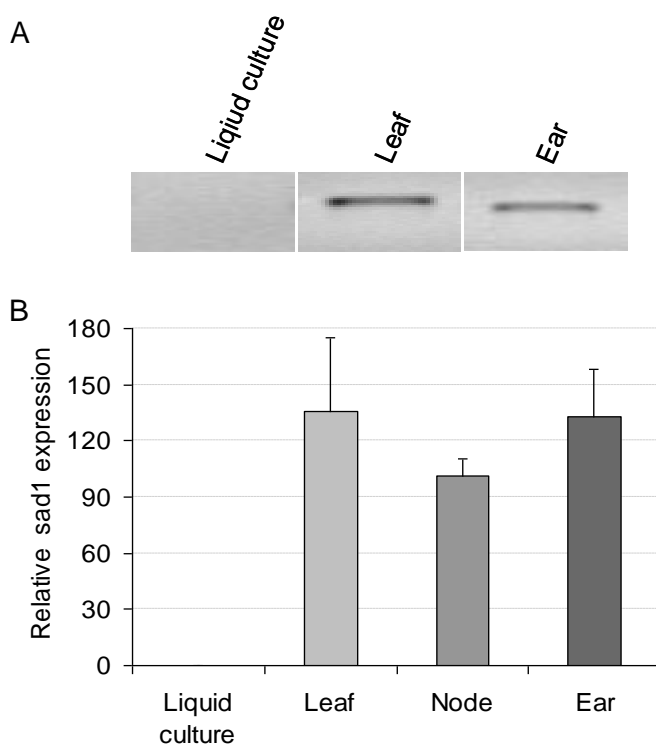 A
Liqiud culture
Leaf
Ear
B
Relative sad1 expression
180
150
120
90
60
30
0
Liquid
culture
Leaf
Node
Ear